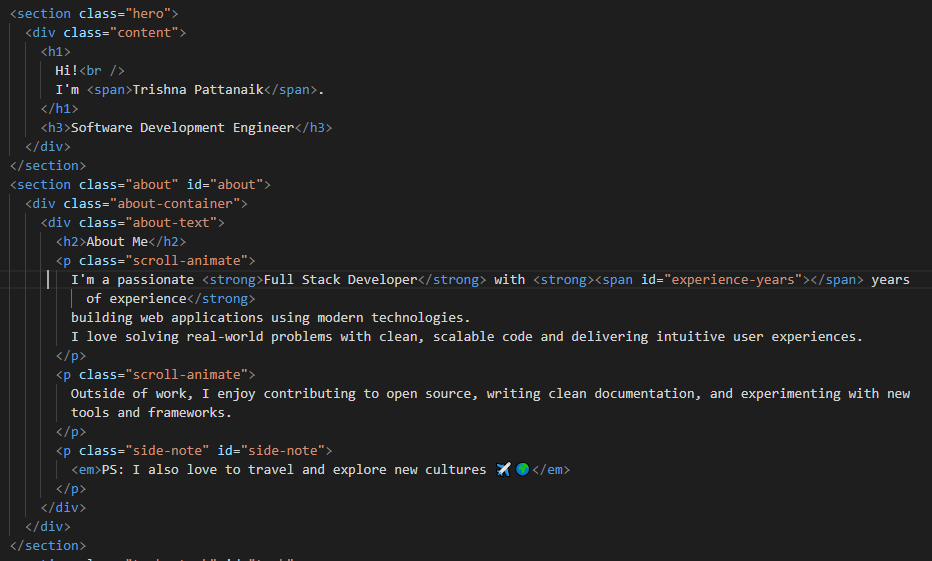 <section class="hero">
<div class="content">
<h1>
Hi!<br />
I'm <span>Trishna Pattanaik</span>.
</h1>
<h3>Software Development Engineer</h3>
</div>
</section>
<section class="about" id="about">
<div class="about-container">
<div class="about-text">
<h2>About Me</h2>
<p class="scroll-animate">
I'm a passionate <strong>Full Stack Developer</strong> with <strong><span id="experience-years"></span> years
of experience</strong>
building web applications using modern technologies.
I love solving real-world problems with clean, scalable code and delivering intuitive user experiences.
</p>
<p class="scroll-animate">
Outside of work, I enjoy contributing to open source, writing clean documentation, and experimenting with new
tools and frameworks.
</p>
<p class="side-note" id="side-note">
<em>PS: I also love to travel and explore new cultures ✈️🌍</em>
</p>
</div>
</div>
</section>